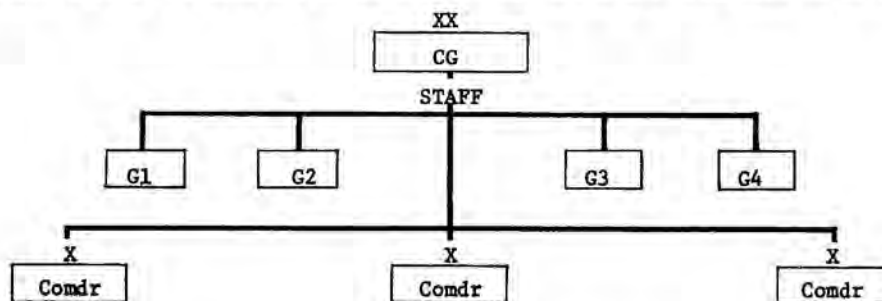 XX
CG
STAFF
G1 G2 G3 G4
X X X
Comdr Comdr Comdr